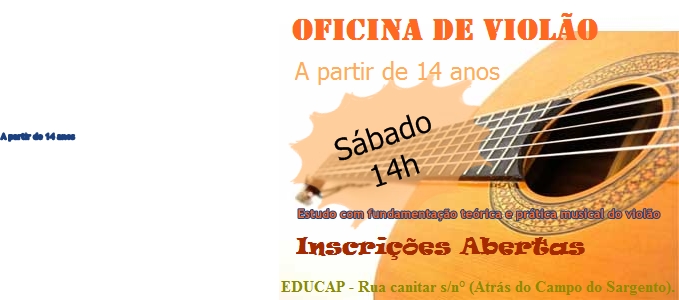 OFICINA DE VIOLÃO
A partir de 14 anos
A partir de 14 anos
Sábado
14h
Estudo com fundamentação teórica e prática musical do violão
Inscrições Abertas
EDUCAP - Rua canitar s/nº (Atrás do Campo do Sargento).